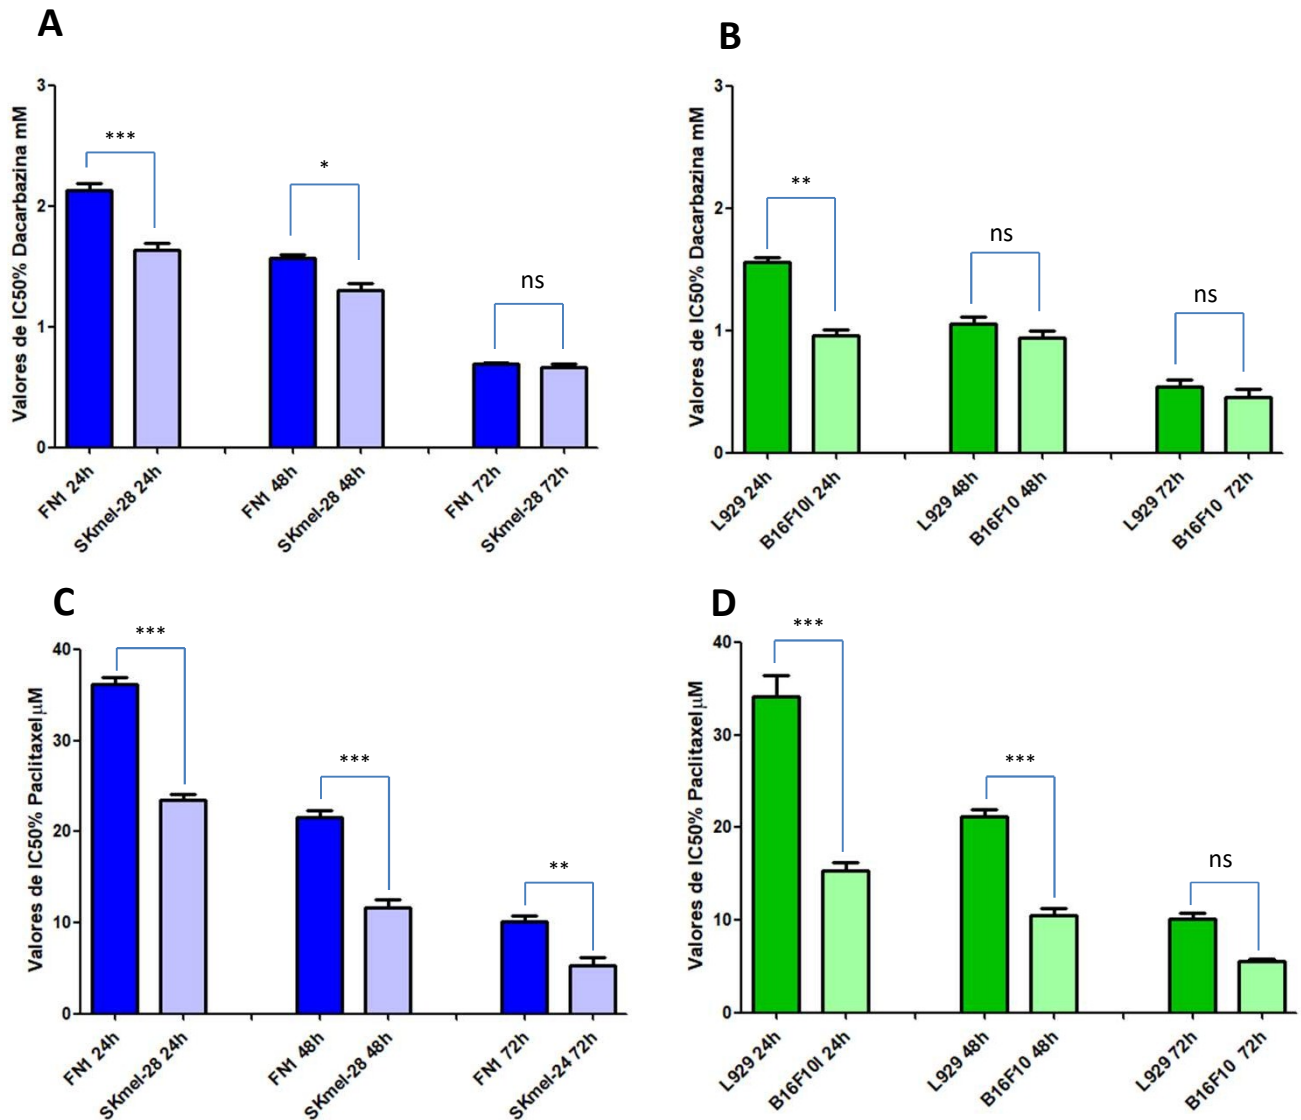 A
Valores de IC50% Dacarbazina mM
3
2
1
0
***
*
ns
FN1 24h
SKmel-28 24h
FN1 48h
SKmel-28 48h
FN1 72h
SKmel-28 72h
B
Valores de IC50% Dacarbazina mM
3
2
1
0
**
ns
ns
L929 24h
B16F10l 24h
L929 48h
B16F10 48h
L929 72h
B16F10 72h
C
Valores de IC50% Paclitaxel µM
40
30
20
10
0
***
***
**
FN1 24h
SKmel-28 24h
FN1 48h
SKmel-28 48h
FN1 72h
SKmel-24 72h
D
Valores de IC50% Paclitaxel µM
40
30
20
10
0
***
***
ns
L929 24h
B16F10l 24h
L929 48h
B16F10 48h
L929 72h
B16F10 72h